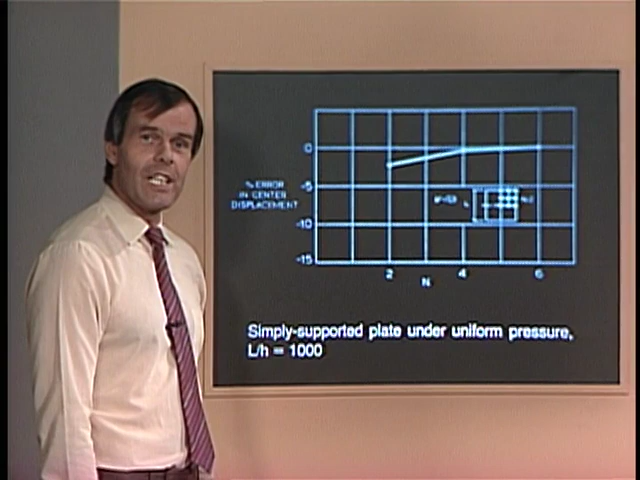 0
-5
-10
-15
% ERROR
IN CENTER
DISPLACEMENT
2
4
6
N
Simply-supported plate under uniform pressure,
L/h = 1000